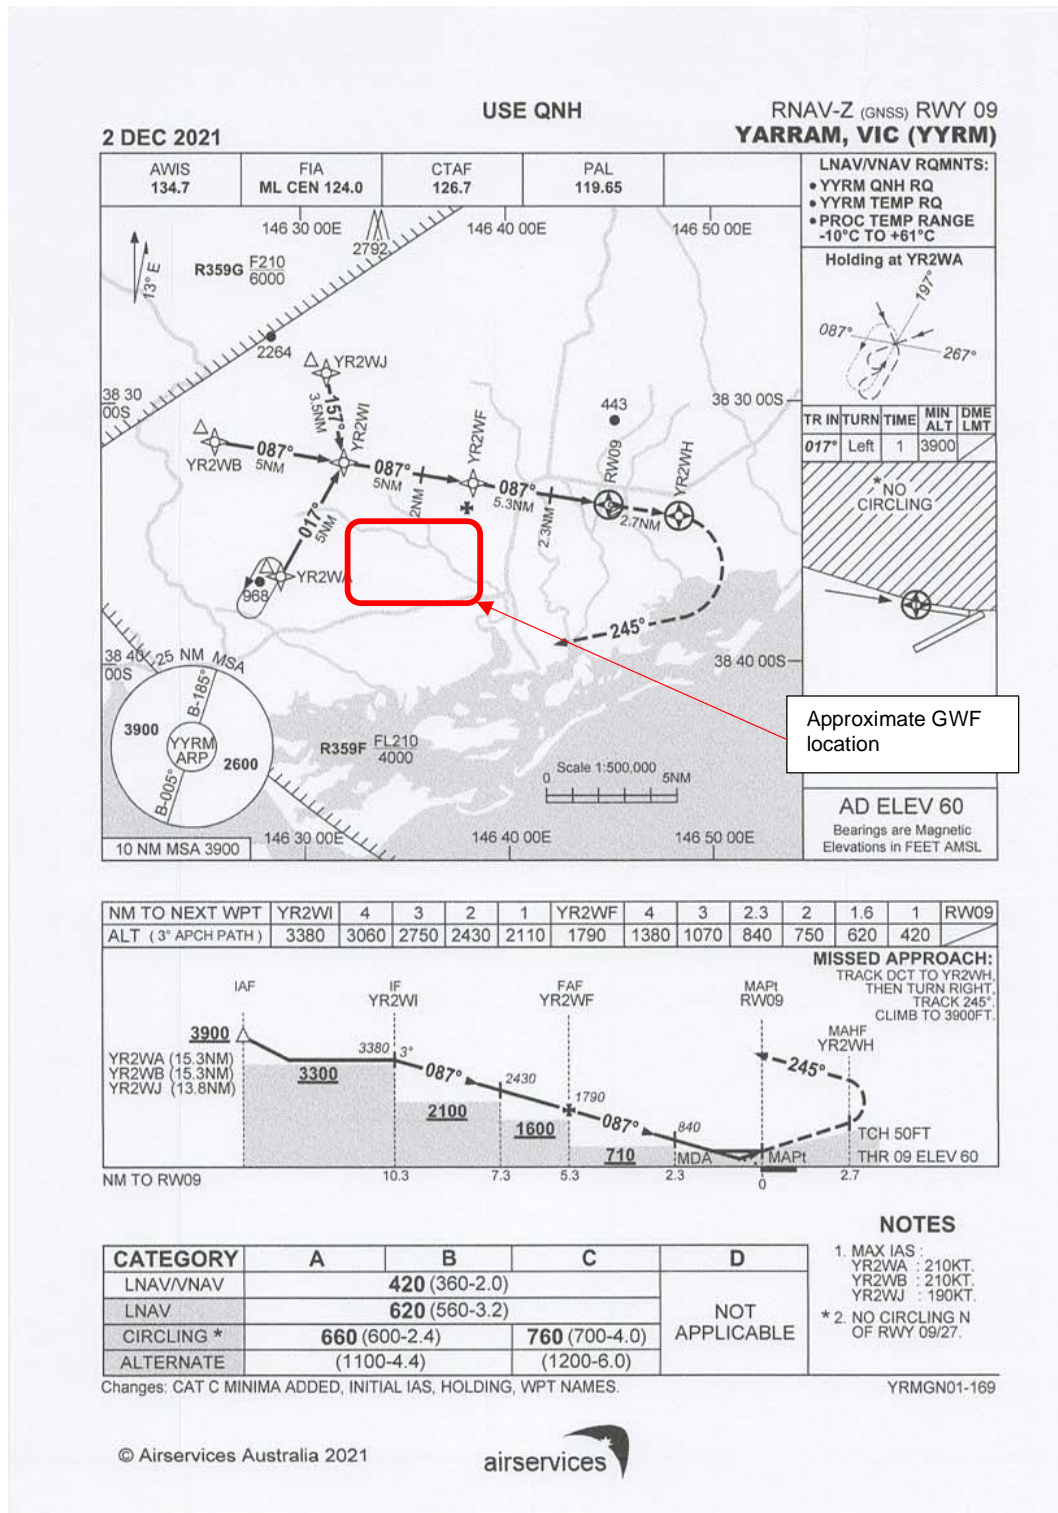 USE QNH
RNAV-Z (GNSS) RWY 09
2 DEC 2021
YARRAM, VIC (YYRM)
AWIS
134.7
FIA
ML CEN 124.0
CTAF
126.7
PAL
119.65
LNAV/VNAV RQMNTS:
• YYRM QNH RQ
• YYRM TEMP RQ
• PROC TEMP RANGE
-10°C TO +61°C
146 30 00E
146 40 00E
146 50 00E
2792
13° E
R359G F210
6000
2264
YR2WJ
3.5NM
157°
YR2WI
38 30
00S
38 30 00S
YR2WB
087°
5NM
087°
5NM
2NM
YR2WF
087°
5.3NM
2.3NM
443
RW09
2.7NM
YR2WH
017°
5NM
YR2WA
968
245°
38 40
00S
38 40 00S
25 NM MSA
B-185°
3900
YYRM
ARP
2600
B-005°
10 NM MSA 3900
R359F FL210
4000
Scale 1:500,000
0
5NM
146 30 00E
146 40 00E
146 50 00E
Holding at YR2WA
197°
087°
267°
TR IN TURN TIME MIN ALT DME LMT
017° Left 1 3900
*NO
CIRCLING
Approximate GWF
location
AD ELEV 60
Bearings are Magnetic
Elevations in FEET AMSL
NM TO NEXT WPT YR2WI 4 3 2 1 YR2WF 4 3 2.3 2 1.6 1 RW09
ALT (3° APCH PATH) 3380 3060 2750 2430 2110 1790 1380 1070 840 750 620 420
MISSED APPROACH:
TRACK DCT TO YR2WH,
THEN TURN RIGHT,
TRACK 245°.
CLIMB TO 3900FT.
IAF
IF
YR2WI
FAF
YR2WF
MAPt
RW09
MAHF
YR2WH
3900
YR2WA (15.3NM)
YR2WB (15.3NM)
YR2WJ (13.8NM)
3380
3°
087°
2430
1790
087°
840
245°
3300
2100
1600
710
MDA
MAPt
TCH 50FT
THR 09 ELEV 60
NM TO RW09
10.3
7.3
5.3
2.3
0
2.7
CATEGORY A B C D
LNAV/VNAV 420 (360-2.0)
LNAV 620 (560-3.2)
CIRCLING * 660 (600-2.4) 760 (700-4.0)
ALTERNATE (1100-4.4) (1200-6.0)
NOT
APPLICABLE
NOTES
1. MAX IAS :
YR2WA : 210KT.
YR2WB : 210KT.
YR2WJ : 190KT.
* 2. NO CIRCLING N
OF RWY 09/27.
Changes: CAT C MINIMA ADDED, INITIAL IAS, HOLDING, WPT NAMES.
YRMGN01-169
© Airservices Australia 2021
airservices